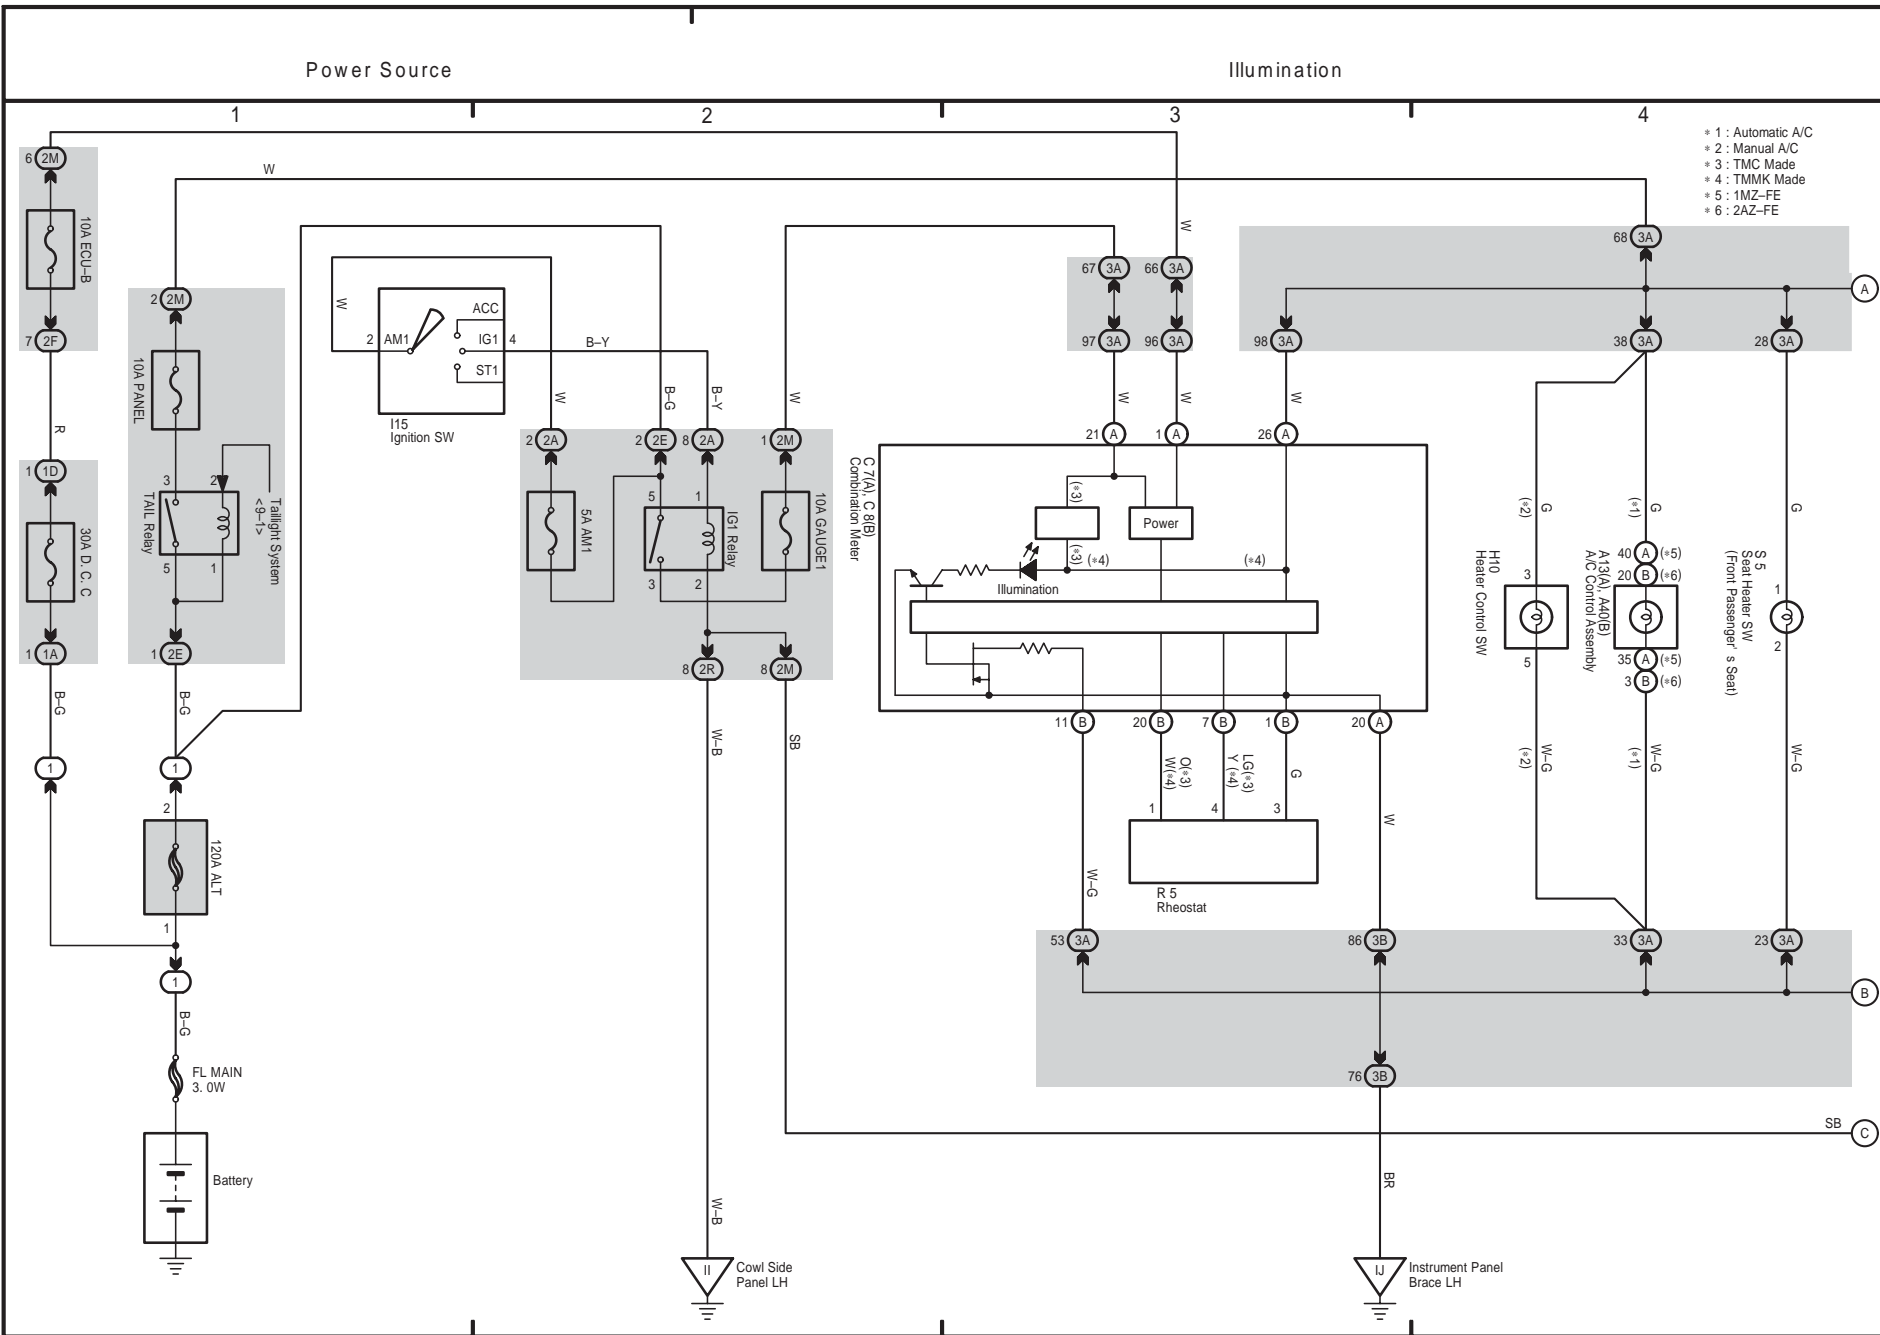 Power Source
Illumination
1
2
3
4
* 1 : Automatic A/C
* 2 : Manual A/C
* 3 : TMC Made
* 4 : TMMK Made
* 5 : 1MZ–FE
* 6 : 2AZ–FE
6 2M
10A ECU–B
7 2F
R
1 1D
30A D. C. C
1 1A
B–G
1
W
2 2M
10A PANEL
3
2
TAIL Relay
5
1
Taillight System
<9–1>
1 2E
B–G
1
2
120A ALT
1
1
B–G
FL MAIN
3. 0W
Battery
W
2
AM1
ACC
IG1
4
ST1
I15
Ignition SW
B–Y
W
B–G
B–Y
W
2 2A
2 2E
8 2A
1 2M
5A AM1
5
1
IG1 Relay
3
2
10A GAUGE1
8 2R
8 2M
W–B
SB
W–B
II
Cowl Side
Panel LH
W
67 3A
66 3A
97 3A
96 3A
W
W
21 A
1 A
C 7(A), C 8(B)
Combination Meter
(*3)
Power
(*3)
(*4)
(*4)
Illumination
11 B
20 B
7 B
1 B
20 A
O(*3)
W(*4)
LG(*3)
Y (*4)
G
W
1
4
3
R 5
Rheostat
W–G
68 3A
A
98 3A
38 3A
28 3A
W
26 A
G
(*2)
G
(*1)
G
3
H10
Heater Control SW
5
40 A (*5)
20 B (*6)
A13(A), A40(B)
A/C Control Assembly
35 A (*5)
3 B (*6)
S 5
Seat Heater SW
(Front Passenger' s Seat)
1
2
W–G
(*2)
W–G
(*1)
W–G
53 3A
86 3B
33 3A
23 3A
B
76 3B
SB
C
BR
IJ
Instrument Panel
Brace LH